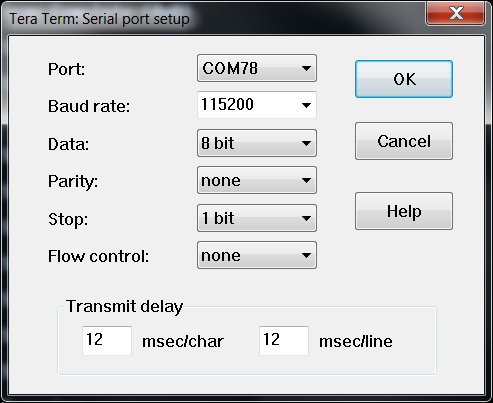 Tera Term: Serial port setup
Port: COM78
OK
Baud rate: 115200
Data: 8 bit
Cancel
Parity: none
Stop: 1 bit
Help
Flow control: none
Transmit delay
12 msec/char 12 msec/line